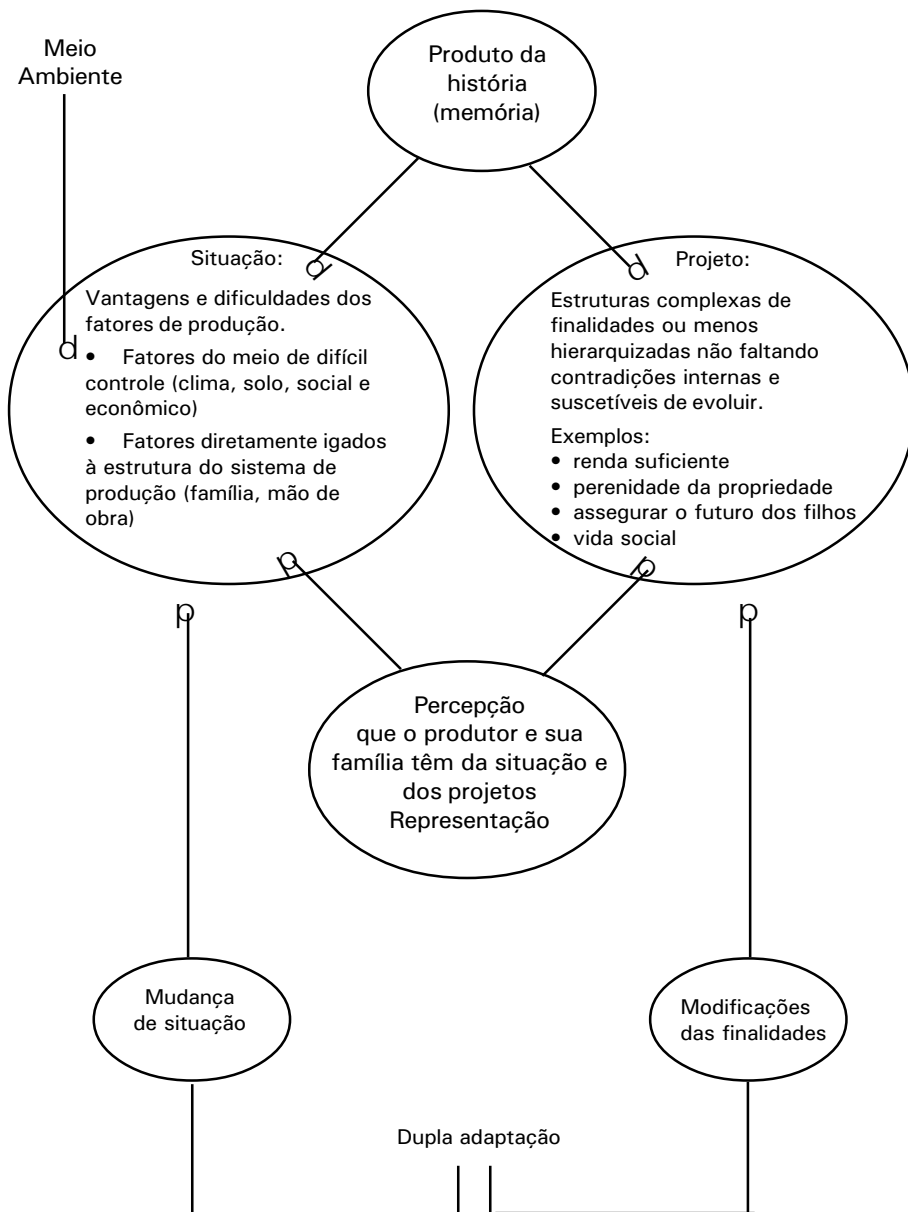 Meio
Ambiente
Produto da
história
(memória)
Situação:
Vantagens e dificuldades dos
fatores de produção.
• Fatores do meio de difícil
controle (clima, solo, social e
econômico)
• Fatores diretamente igados
à estrutura do sistema de
produção (família, mão de
obra)
Projeto:
Estruturas complexas de
finalidades ou menos
hierarquizadas não faltando
contradições internas e
suscetíveis de evoluir.
Exemplos:
• renda suficiente
• perenidade da propriedade
• assegurar o futuro dos filhos
• vida social
Percepção
que o produtor e sua
família têm da situação e
dos projetos
Representação
Mudança
de situação
Modificações
das finalidades
Dupla adaptação